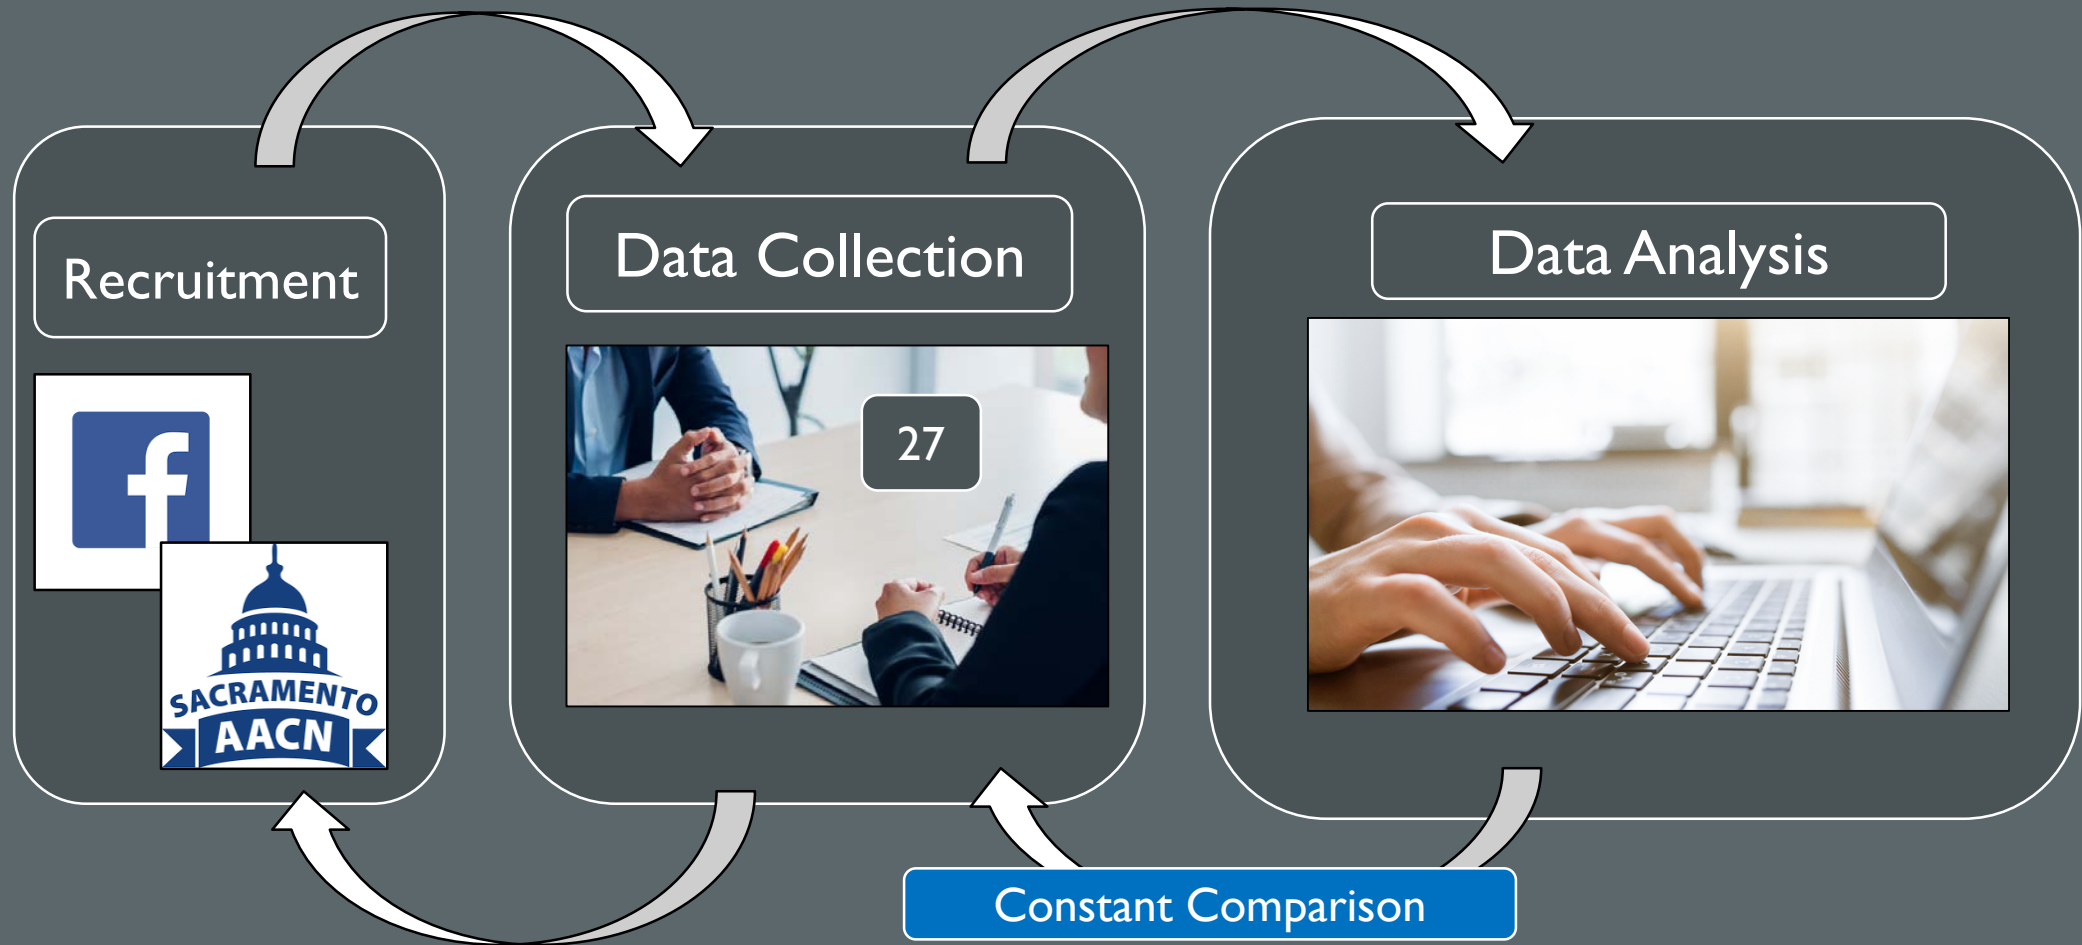 Recruitment
f
SACRAMENTO
AACN
Data Collection
27
Data Analysis
Constant Comparison